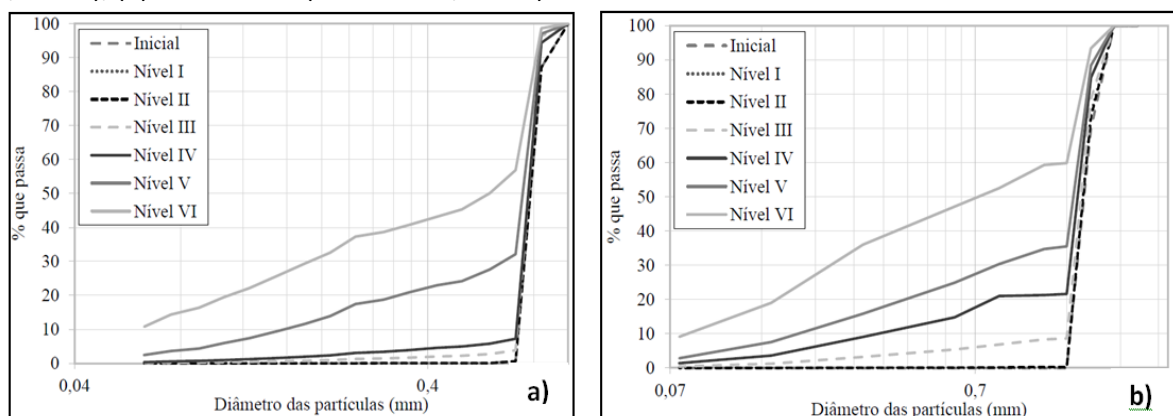 100
90
80
70
60
50
40
30
20
10
0
% que passa
Inicial
Nível I
Nível II
Nível III
Nível IV
Nível V
Nível VI
0,04
0,4
Diâmetro das partículas (mm)
a)
100
90
80
70
60
50
40
30
20
10
0
% que passa
Inicial
Nível I
Nível II
Nível III
Nível IV
Nível V
Nível VI
0,07
0,7
Diâmetro das partículas (mm)
b)